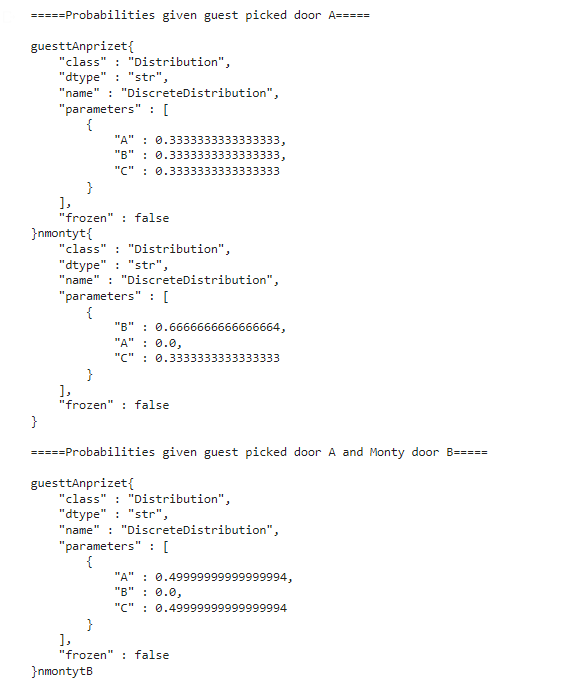 =====Probabilities given guest picked door A=====
guesttAnprizet{
"class" : "Distribution",
"dtype" : "str",
"name" : "DiscreteDistribution",
"parameters" : [
{
"A" : 0.3333333333333333,
"B" : 0.3333333333333333,
"C" : 0.3333333333333333
}
],
"frozen" : false
}nmontyt{
"class" : "Distribution",
"dtype" : "str",
"name" : "DiscreteDistribution",
"parameters" : [
{
"B" : 0.6666666666666664,
"A" : 0.0,
"C" : 0.3333333333333333
}
],
"frozen" : false
}
=====Probabilities given guest picked door A and Monty door B=====
guesttAnprizet{
"class" : "Distribution",
"dtype" : "str",
"name" : "DiscreteDistribution",
"parameters" : [
{
"A" : 0.49999999999999994,
"B" : 0.0,
"C" : 0.49999999999999994
}
],
"frozen" : false
}nmontytB